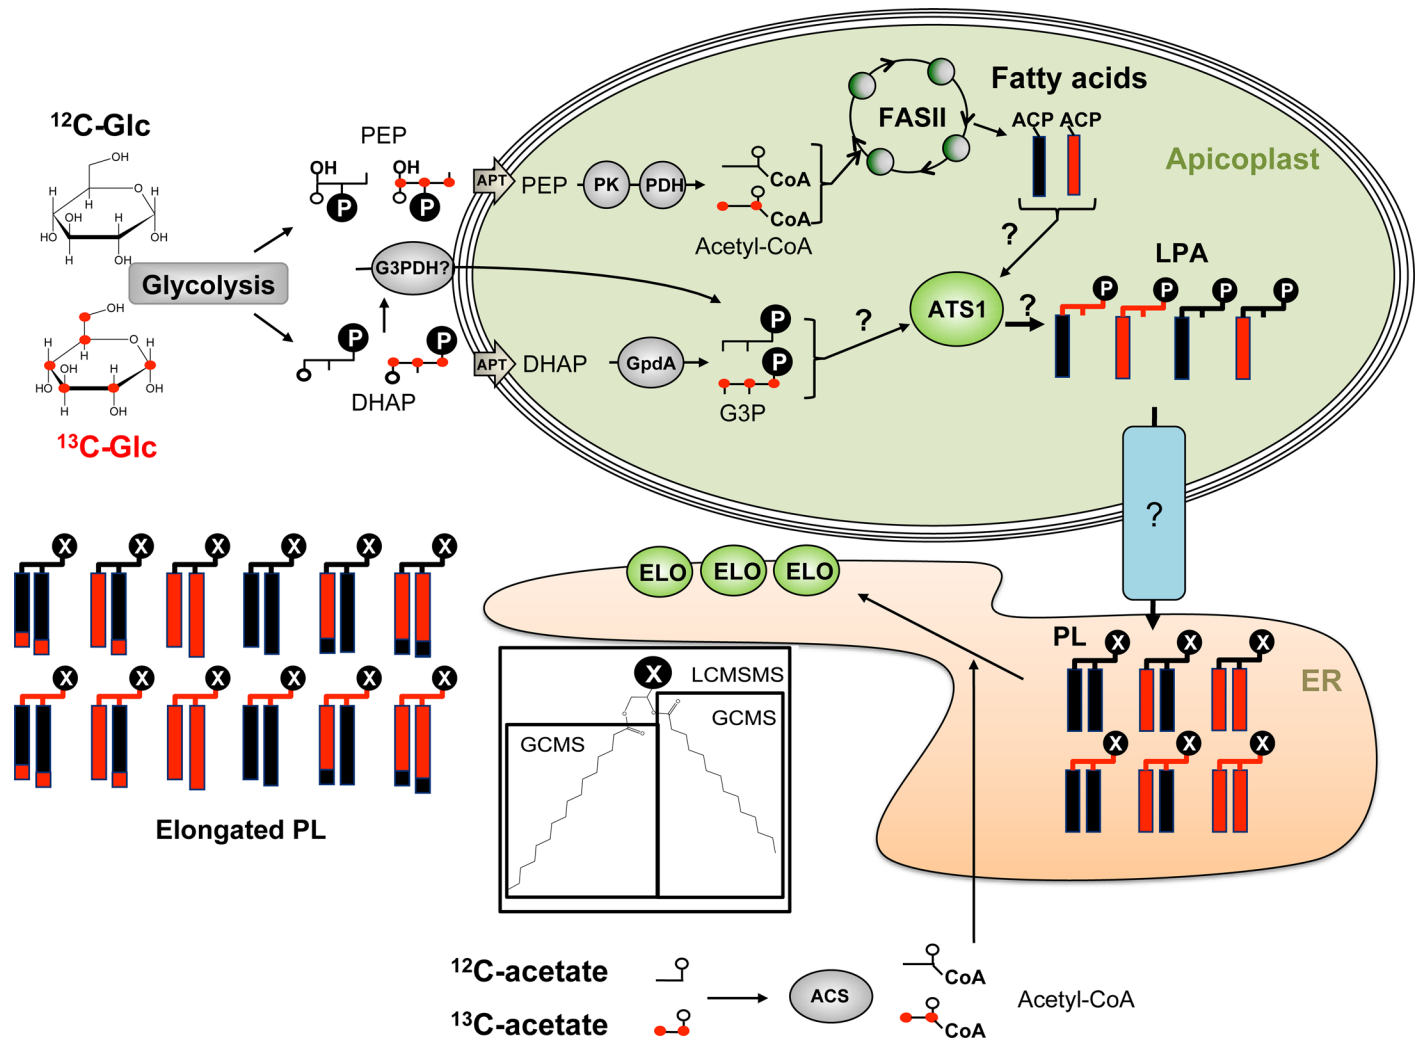 ¹²C-Glc
OH
H
O
H
H
OH
H
HO
OH
H
OH
¹³C-Glc
OH
H
O
H
H
OH
H
HO
OH
H
OH
Glycolysis
PEP
OH
P
OH
P
G3PDH?
P
P
DHAP
APT
PEP
PK
PDH
CoA
CoA
Acetyl-CoA
FASII
Fatty acids
ACP ACP
Apicoplast
?
APT
DHAP
GpdA
P
P
G3P
?
ATS1
?
LPA
P
P
P
P
?
X
X
X
X
X
X
X
X
X
X
X
X
Elongated PL
ELO
ELO
ELO
PL
X
X
X
X
X
X
ER
X
LCMSMS
GCMS
GCMS
O
O
O
O
¹²C-acetate
¹³C-acetate
ACS
CoA
CoA
Acetyl-CoA